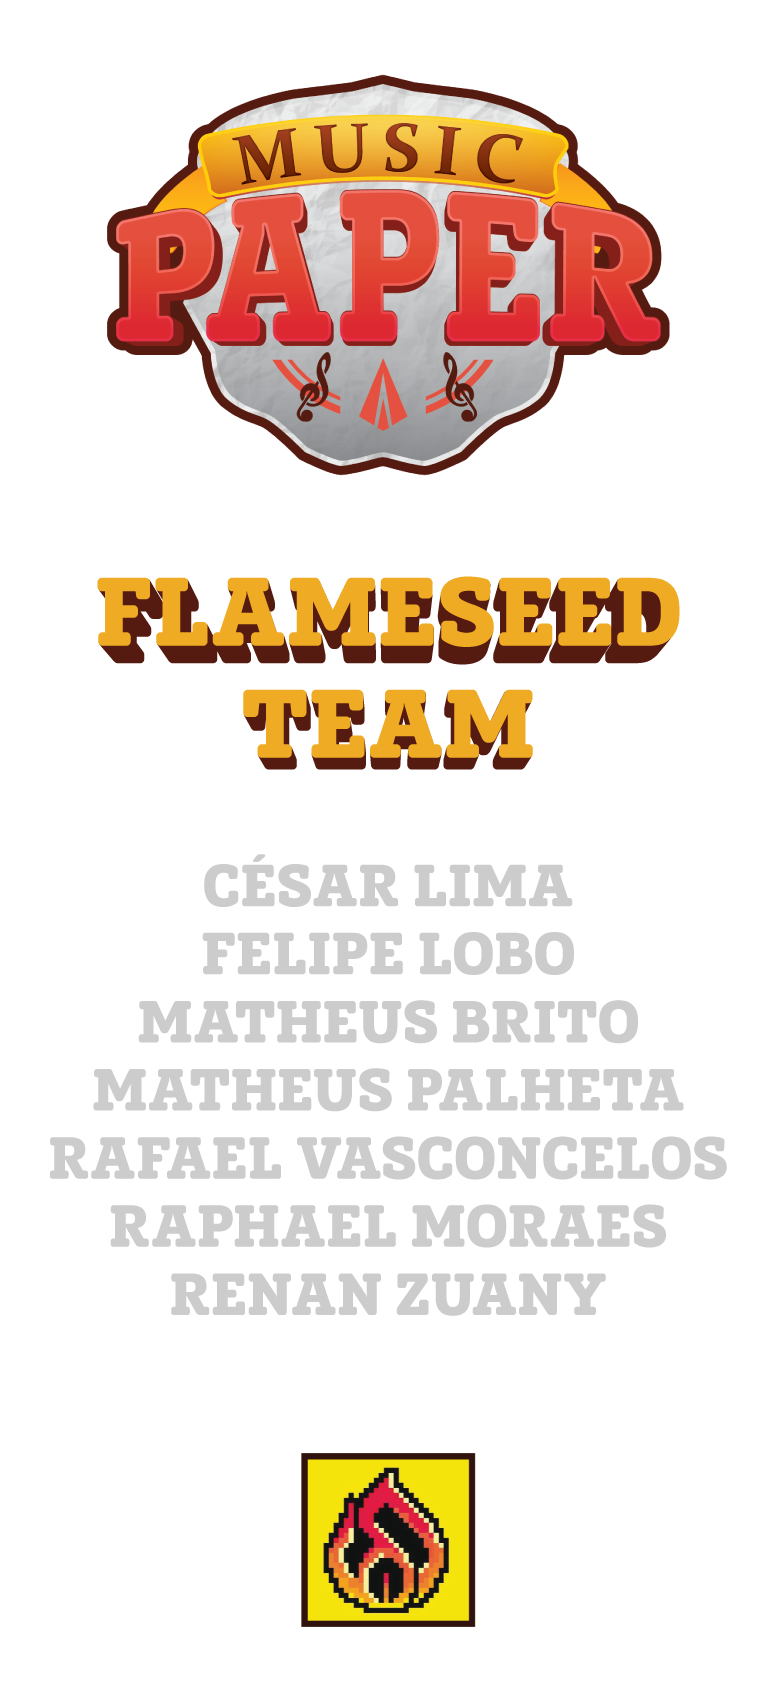 MUSIC
PAPER
FLAMESEED
TEAM
CÉSAR LIMA
FELIPE LOBO
MATHEUS BRITO
MATHEUS PALHETA
RAFAEL VASCONCELOS
RAPHAEL MORAES
RENAN ZUANY